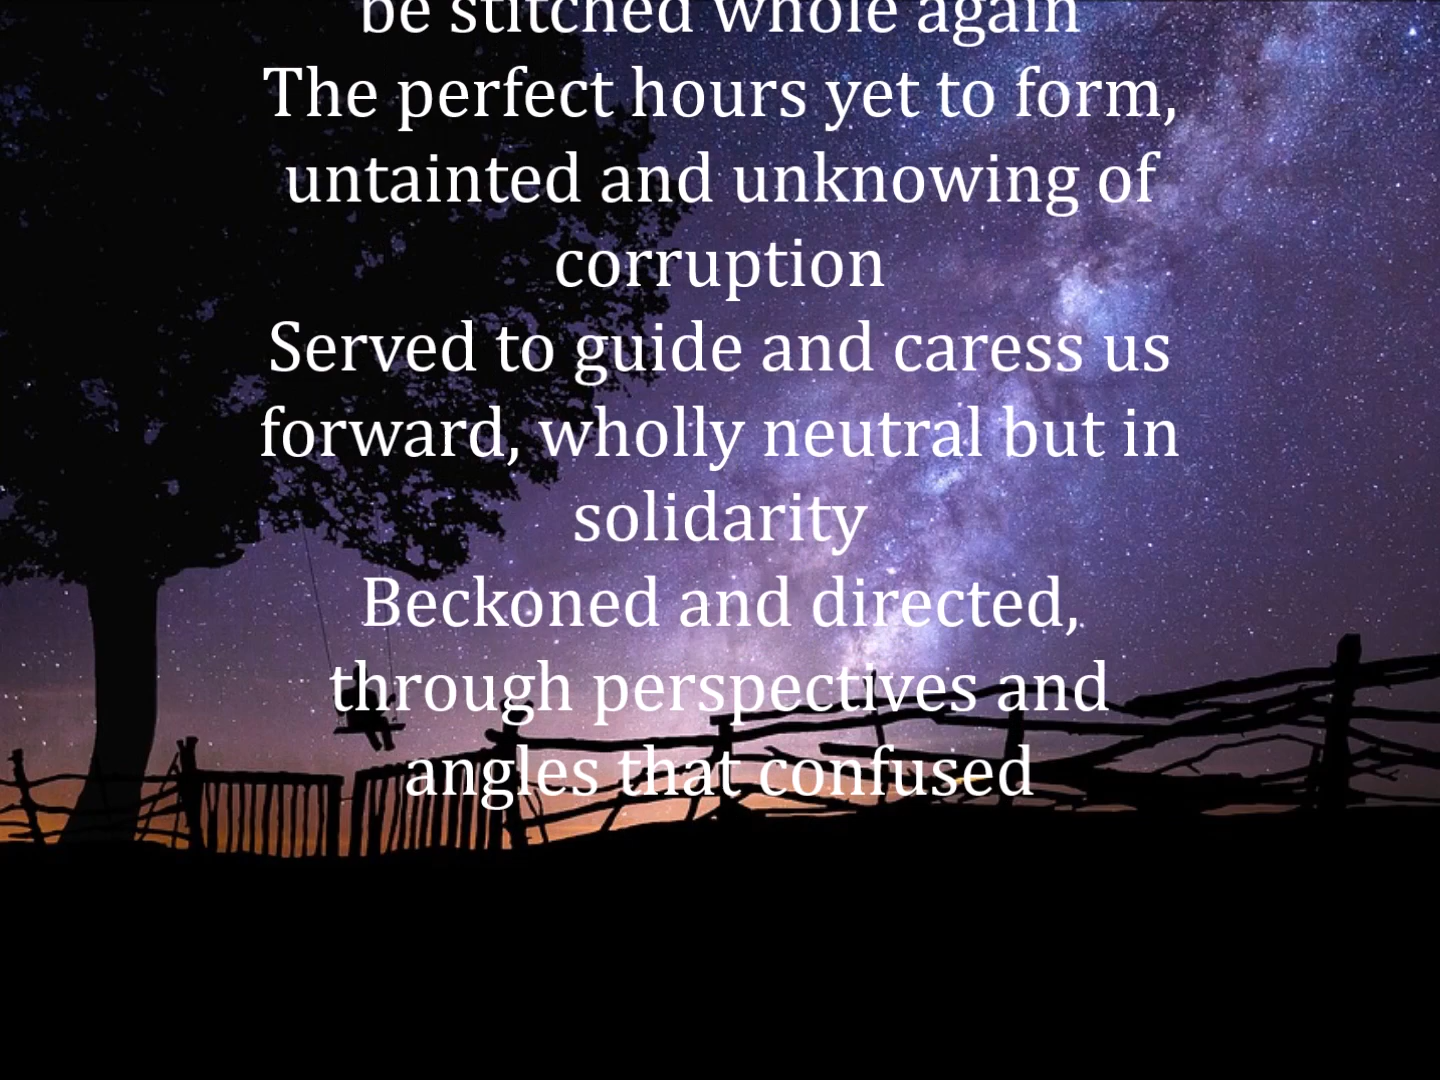 be stitched whole again
The perfect hours yet to form,
untainted and unknowing of
corruption
Served to guide and caress us
forward, wholly neutral but in
solidarity
Beckoned and directed,
through perspectives and
angles that confused